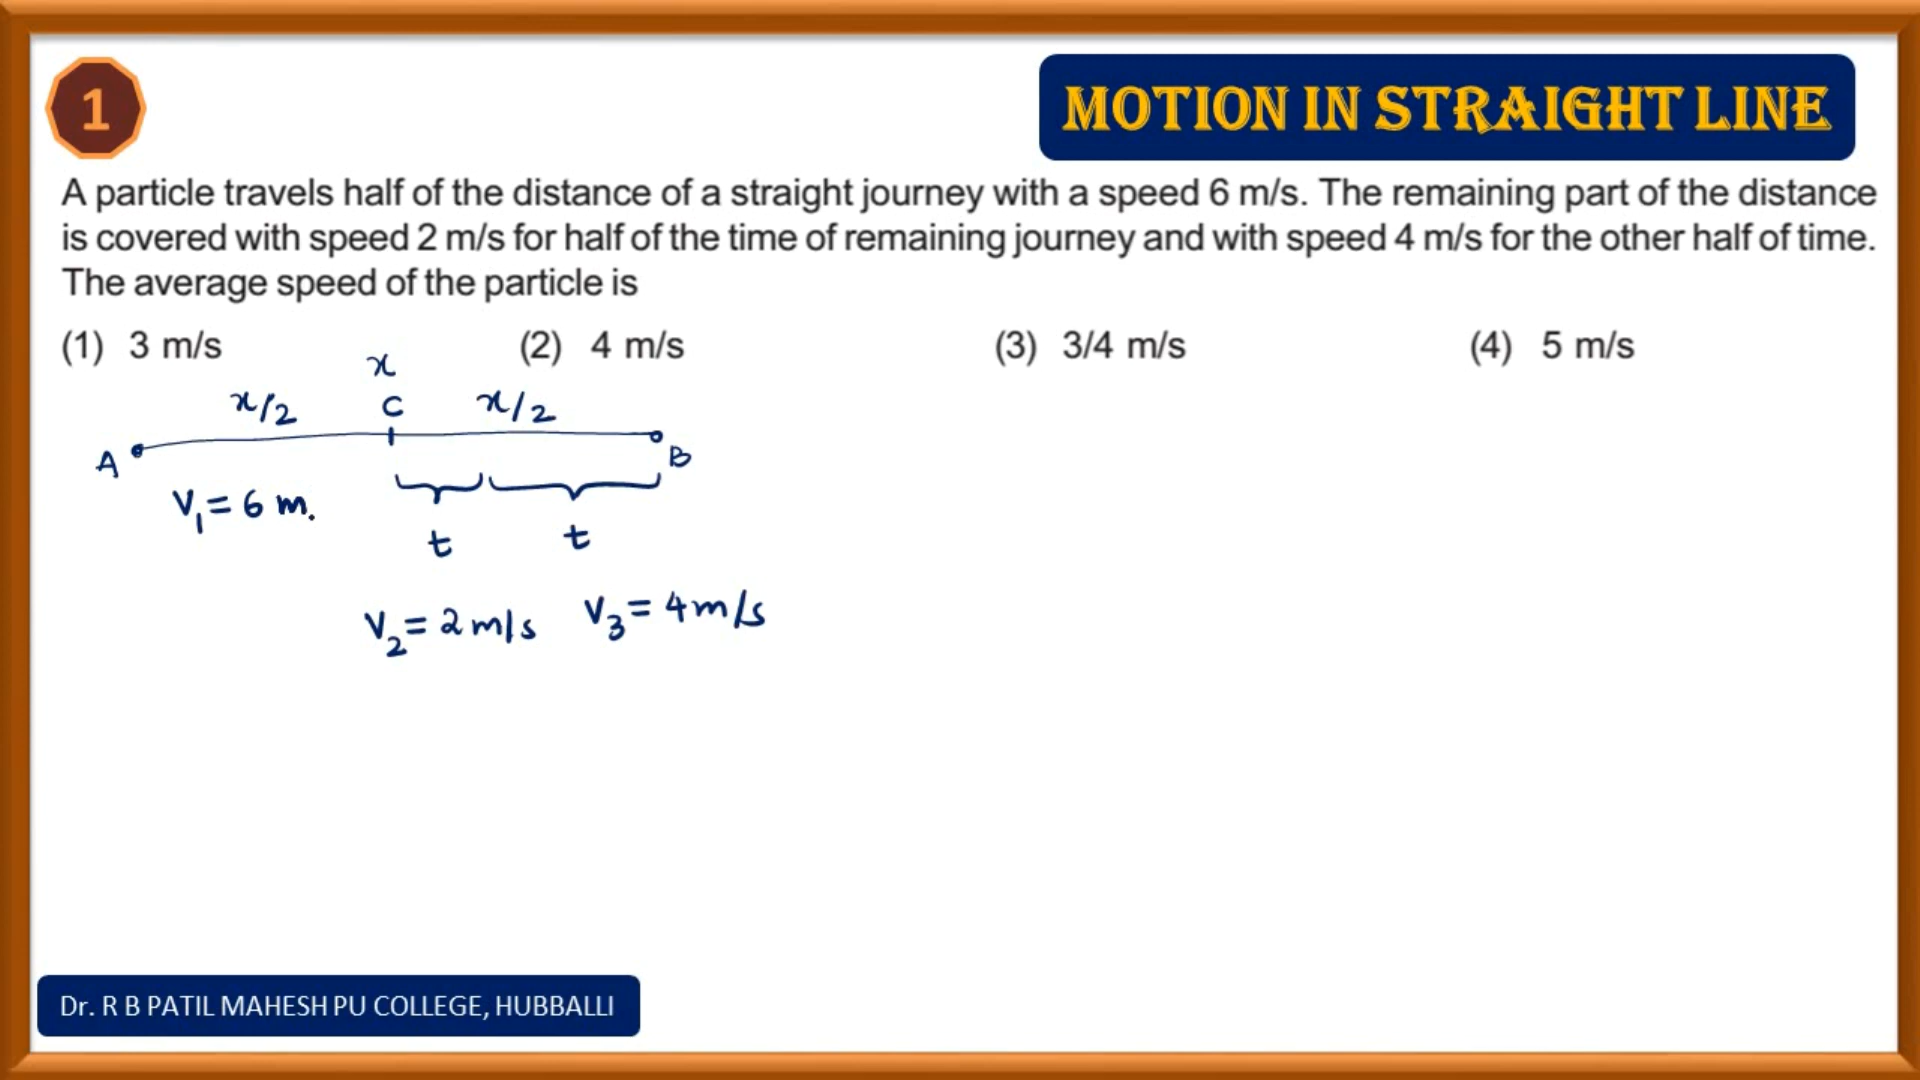 1
MOTION IN STRAIGHT LINE
A particle travels half of the distance of a straight journey with a speed 6 m/s. The remaining part of the distance
is covered with speed 2 m/s for half of the time of remaining journey and with speed 4 m/s for the other half of time.
The average speed of the particle is
(1) 3 m/s (2) 4 m/s (3) 3/4 m/s (4) 5 m/s
x
x/2 C x/2
A B
V₁ = 6 m.
t t
V₂ = 2 m/s V₃ = 4 m/s
Dr. R B PATIL MAHESH PU COLLEGE, HUBBALLI